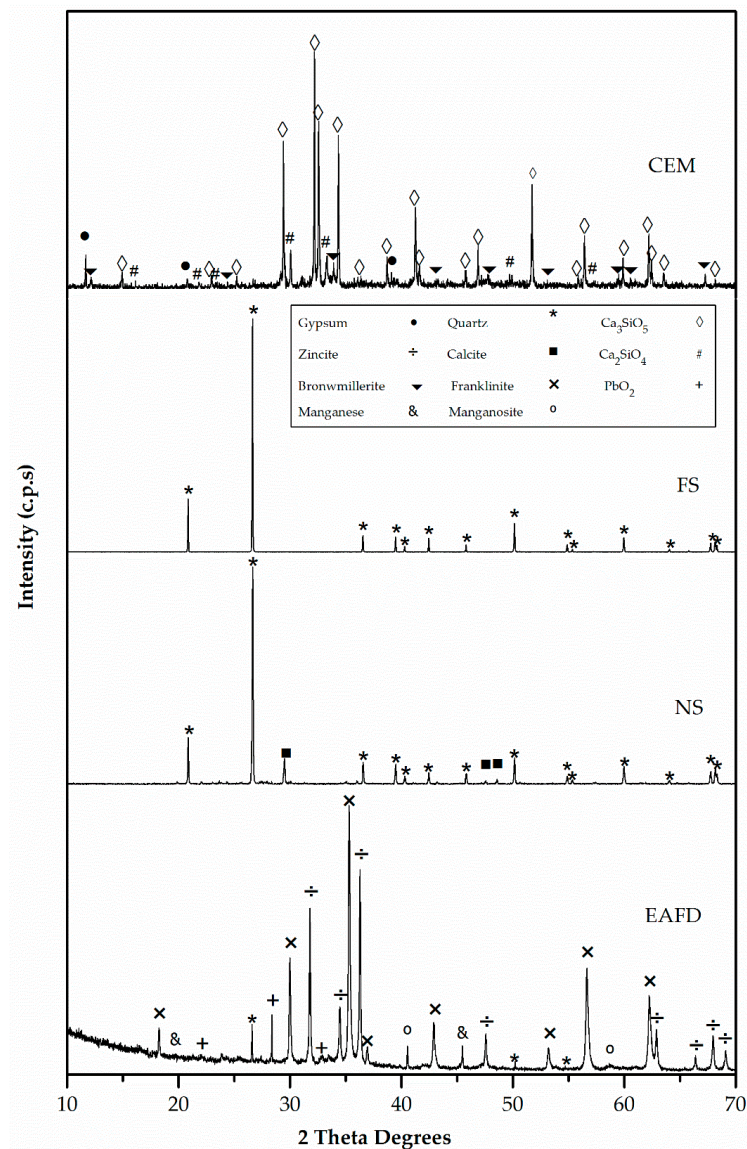 CEM
Gypsum ● Quartz * Ca₃SiO₅ ◊
Zincite ÷ Calcite ■ Ca₂SiO₄ #
Bronwmillerite ▼ Franklinite × PbO₂ +
Manganese & Manganosite o
FS
NS
EAFD
Intensity (c.p.s)
10 20 30 40 50 60 70
2 Theta Degrees